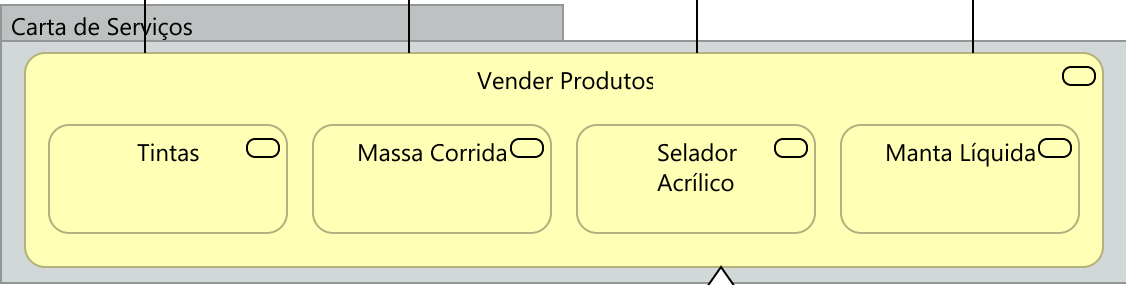 Carta de Serviços
Vender Produtos
Tintas
Massa Corrida
Selador
Acrílico
Manta Líquida